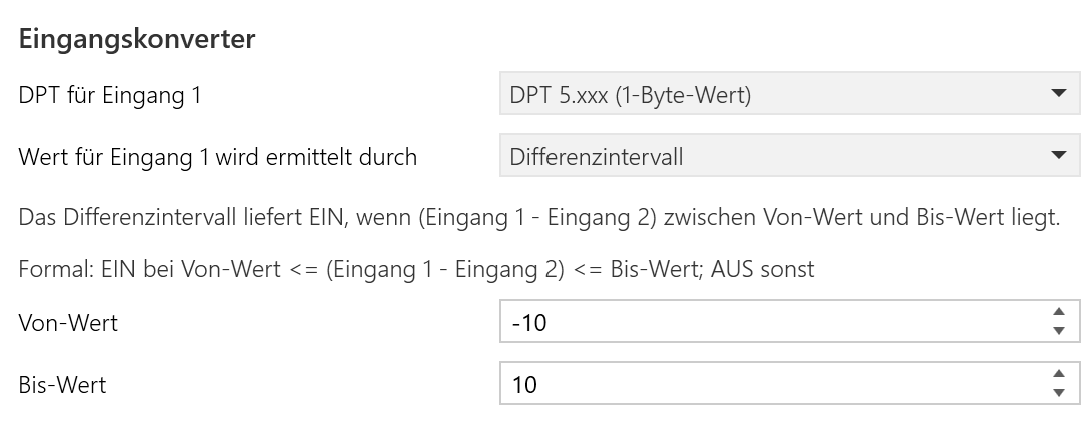 Eingangskonverter
DPT für Eingang 1
DPT 5.xxx (1-Byte-Wert)
Wert für Eingang 1 wird ermittelt durch
Differenzintervall
Das Differenzintervall liefert EIN, wenn (Eingang 1 - Eingang 2) zwischen Von-Wert und Bis-Wert liegt.
Formal: EIN bei Von-Wert <= (Eingang 1 - Eingang 2) <= Bis-Wert; AUS sonst
Von-Wert
-10
Bis-Wert
10